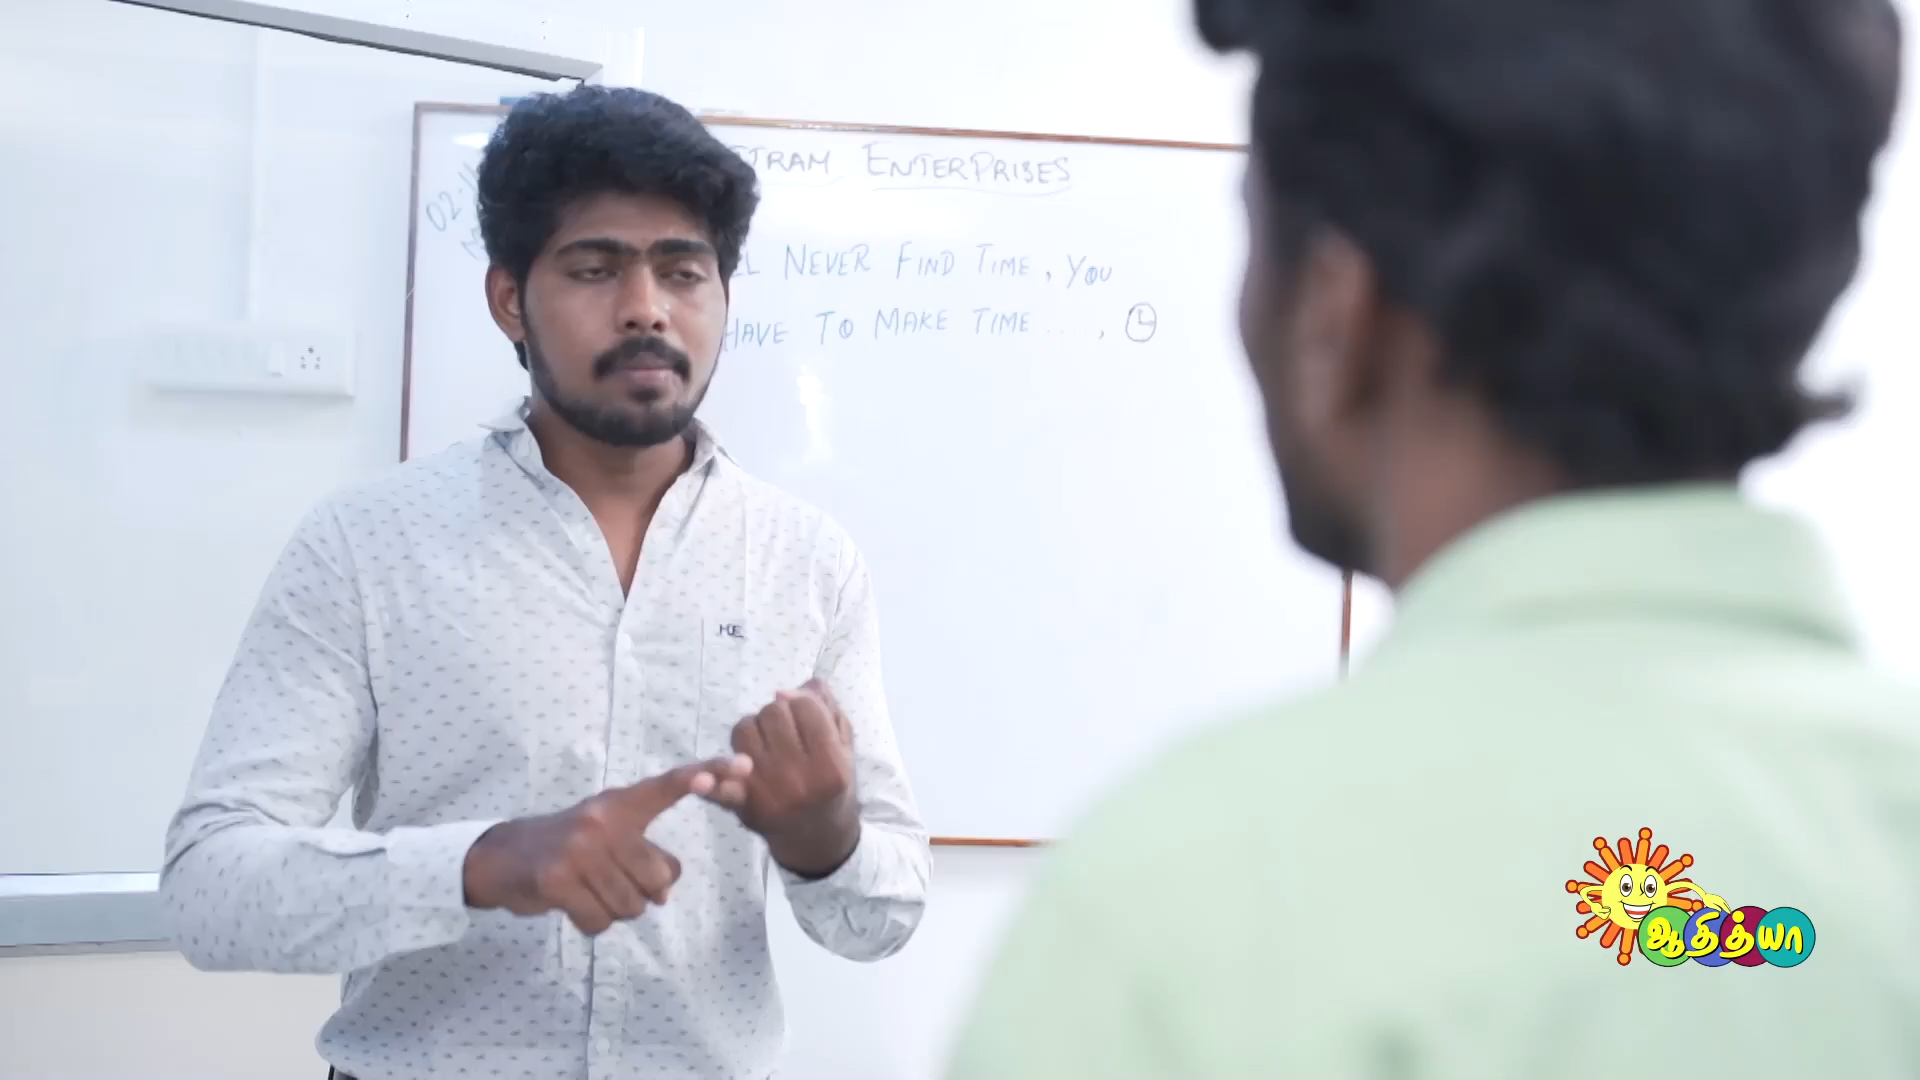 ENTERPRISES
NEVER FIND TIME, YOU
HAVE TO MAKE TIME ....,
ஆதித்யா